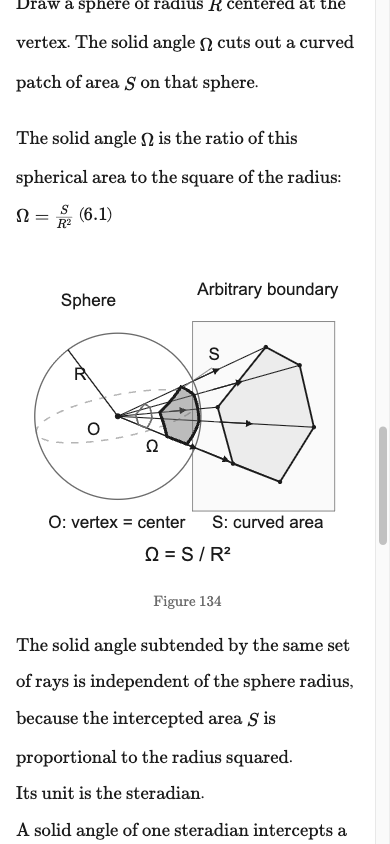 Draw a sphere of radius R centered at the
vertex. The solid angle Ω cuts out a curved
patch of area S on that sphere.
The solid angle Ω is the ratio of this
spherical area to the square of the radius:
Ω = S/R² (6.1)
Sphere
Arbitrary boundary
S
R
O
Ω
O: vertex = center
S: curved area
Ω = S / R²
Figure 134
The solid angle subtended by the same set
of rays is independent of the sphere radius,
because the intercepted area S is
proportional to the radius squared.
Its unit is the steradian.
A solid angle of one steradian intercepts a